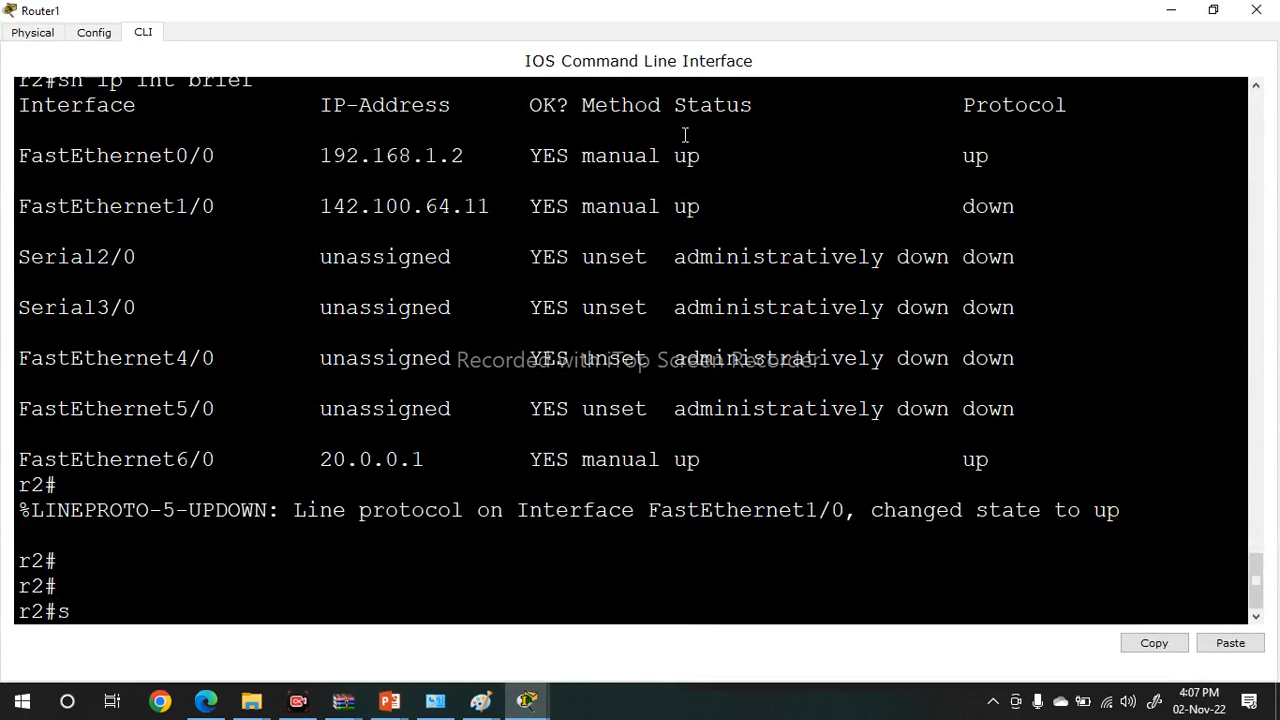 Router1
Physical Config CLI
IOS Command Line Interface
r2#sh ip int brief
Interface IP-Address OK? Method Status Protocol
FastEthernet0/0 192.168.1.2 YES manual up up
FastEthernet1/0 142.100.64.11 YES manual up down
Serial2/0 unassigned YES unset administratively down down
Serial3/0 unassigned YES unset administratively down down
FastEthernet4/0 unassigned YES unset administratively down down
Recorded with iTop Screen Recorder
FastEthernet5/0 unassigned YES unset administratively down down
FastEthernet6/0 20.0.0.1 YES manual up up
r2#
%LINEPROTO-5-UPDOWN: Line protocol on Interface FastEthernet1/0, changed state to up
r2#
r2#
r2#s
Copy Paste
4:07 PM
02-Nov-22